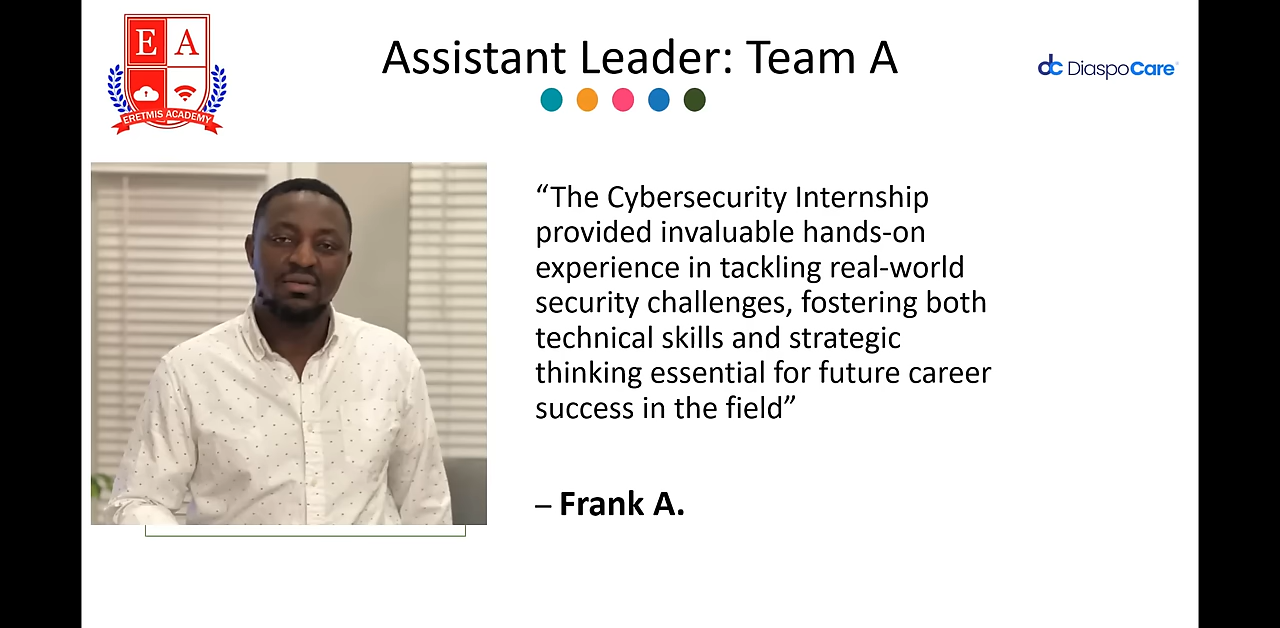 E A
ERETMIS ACADEMY
Assistant Leader: Team A
dc DiaspoCare
“The Cybersecurity Internship
provided invaluable hands-on
experience in tackling real-world
security challenges, fostering both
technical skills and strategic
thinking essential for future career
success in the field”
– Frank A.